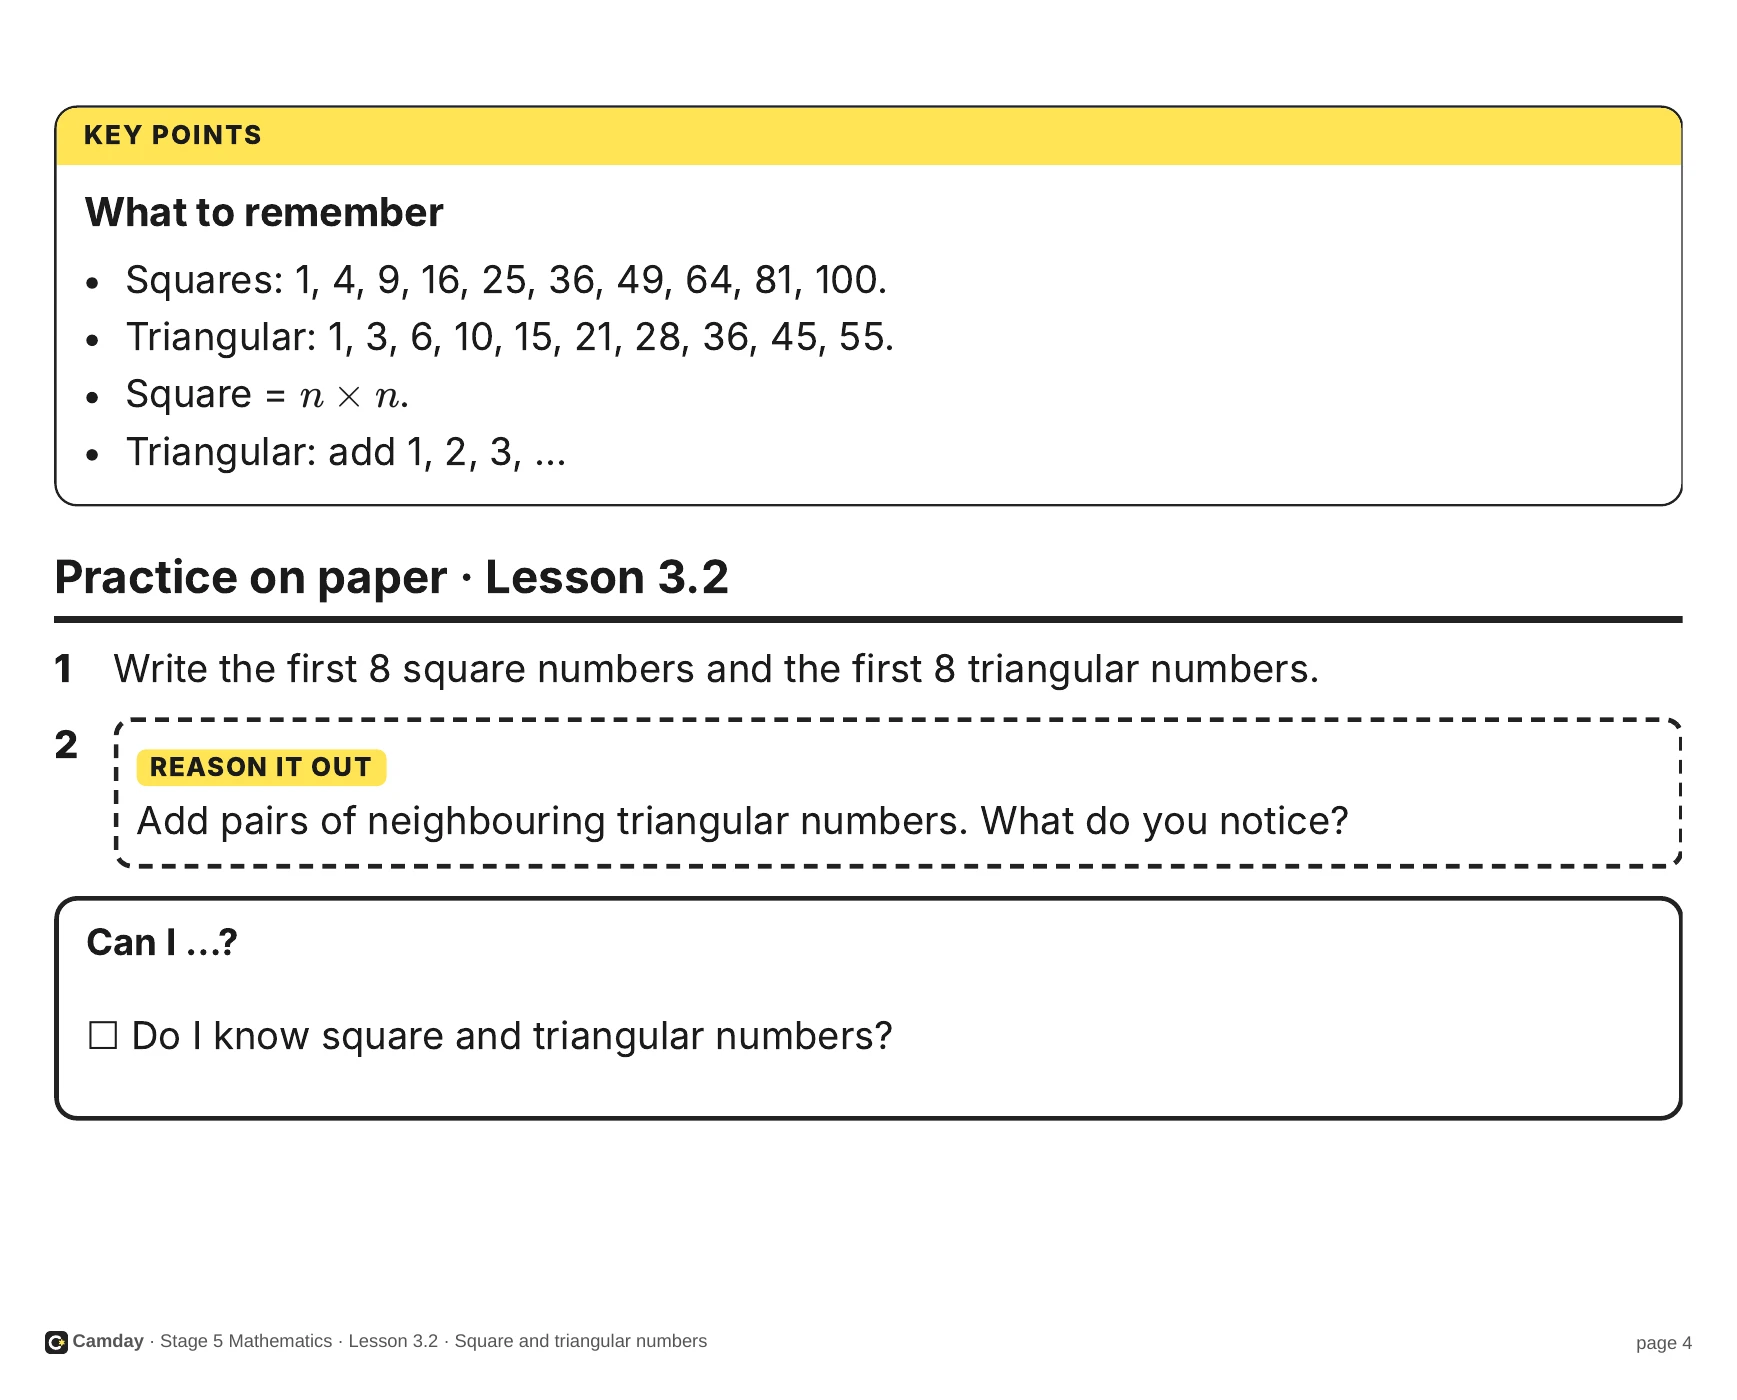 KEY POINTS
What to remember
• Squares: 1, 4, 9, 16, 25, 36, 49, 64, 81, 100.
• Triangular: 1, 3, 6, 10, 15, 21, 28, 36, 45, 55.
• Square = n × n.
• Triangular: add 1, 2, 3, …
Practice on paper · Lesson 3.2
1 Write the first 8 square numbers and the first 8 triangular numbers.
2
REASON IT OUT
Add pairs of neighbouring triangular numbers. What do you notice?
Can I …?
☐ Do I know square and triangular numbers?
Camday · Stage 5 Mathematics · Lesson 3.2 · Square and triangular numbers
page 4